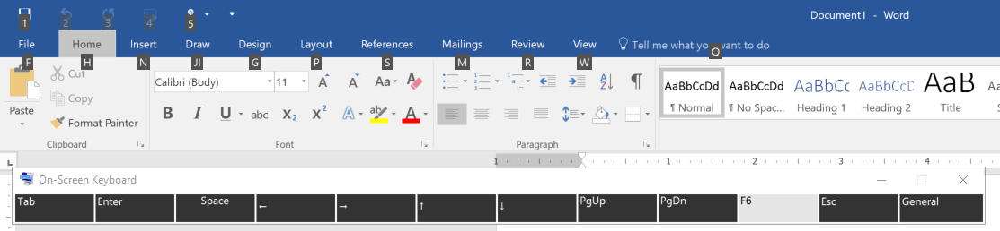 Document1 - Word
1 2 3 4 5
File Home Insert Draw Design Layout References Mailings Review View Tell me what you want to do
F H N JI G P S M R W Q
Cut
Calibri (Body) 11 Aa
AaBbCcDd AaBbCcDd AaBbCc AaBbCcD AaB
Copy
Paste
Format Painter
B I U abc X₂ X² A ab A
¶ Normal ¶ No Spac... Heading 1 Heading 2 Title
Clipboard Font Paragraph
1 1 2 3 4
On-Screen Keyboard
Tab Enter Space ← → ↑ ↓ PgUp PgDn F6 Esc General